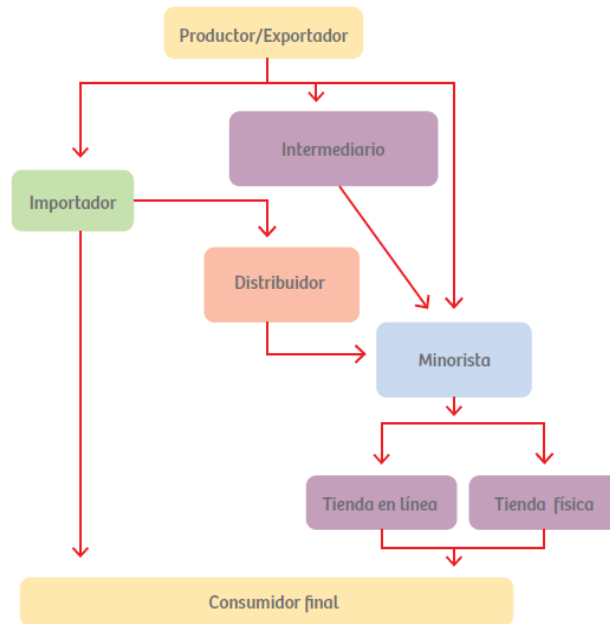 Productor/Exportador
Intermediario
Importador
Distribuidor
Minorista
Tienda en línea
Tienda física
Consumidor final